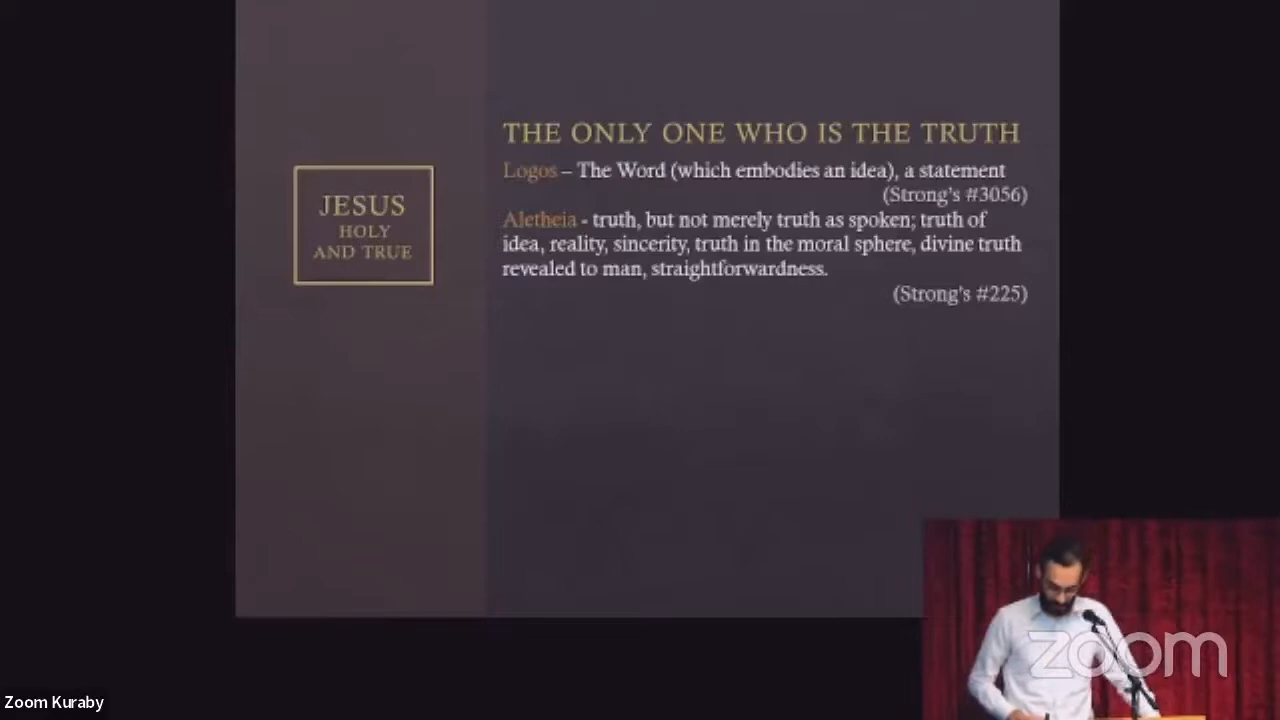 JESUS
HOLY
AND TRUE
THE ONLY ONE WHO IS THE TRUTH
Logos – The Word (which embodies an idea), a statement
(Strong's #3056)
Aletheia - truth, but not merely truth as spoken; truth of
idea, reality, sincerity, truth in the moral sphere, divine truth
revealed to man, straightforwardness.
(Strong's #225)
zoom
Zoom Kuraby